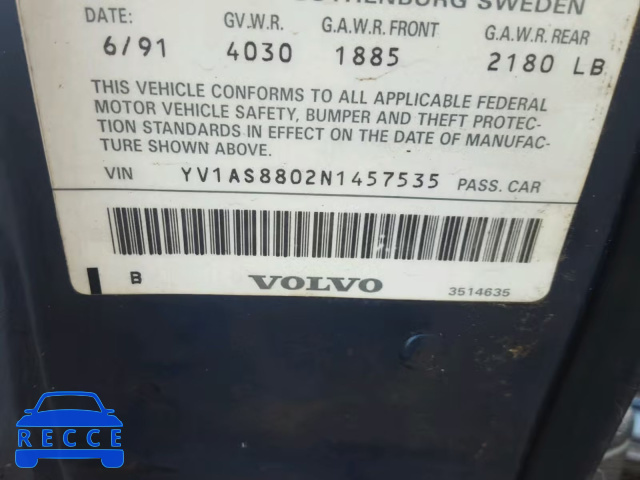 SWEDEN
DATE: GV.W.R. G.A.W.R. FRONT G.A.W.R. REAR
6/91 4030 1885 2180 LB
THIS VEHICLE CONFORMS TO ALL APPLICABLE FEDERAL
MOTOR VEHICLE SAFETY, BUMPER AND THEFT PROTEC-
TION STANDARDS IN EFFECT ON THE DATE OF MANUFAC-
TURE SHOWN ABOVE.
VIN YV1AS8802N1457535 PASS. CAR
B VOLVO 3514635
RECCE